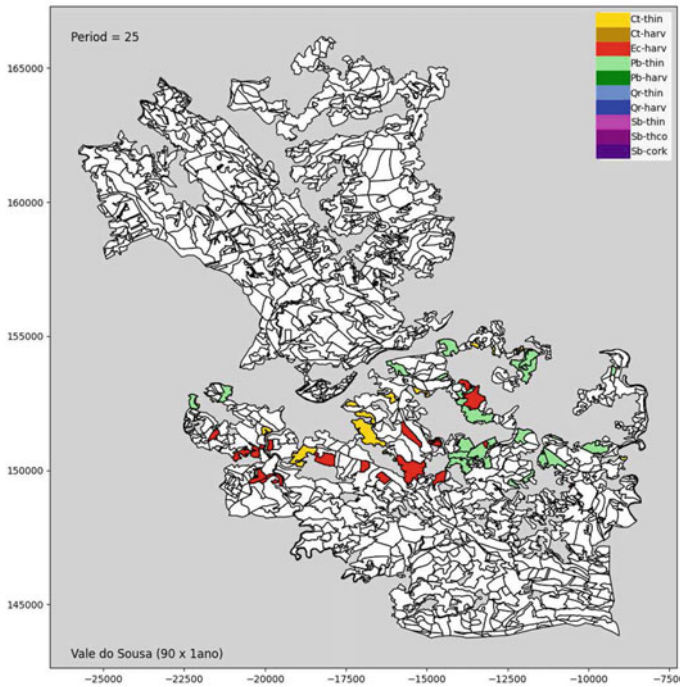 Period = 25
Ct-thin
Ct-harv
Ec-harv
Pb-thin
Pb-harv
Qr-thin
Qr-harv
Sb-thin
Sb-thco
Sb-cork
165000
160000
155000
150000
145000
Vale do Sousa (90 x 1ano)
−25000 −22500 −20000 −17500 −15000 −12500 −10000 −7500